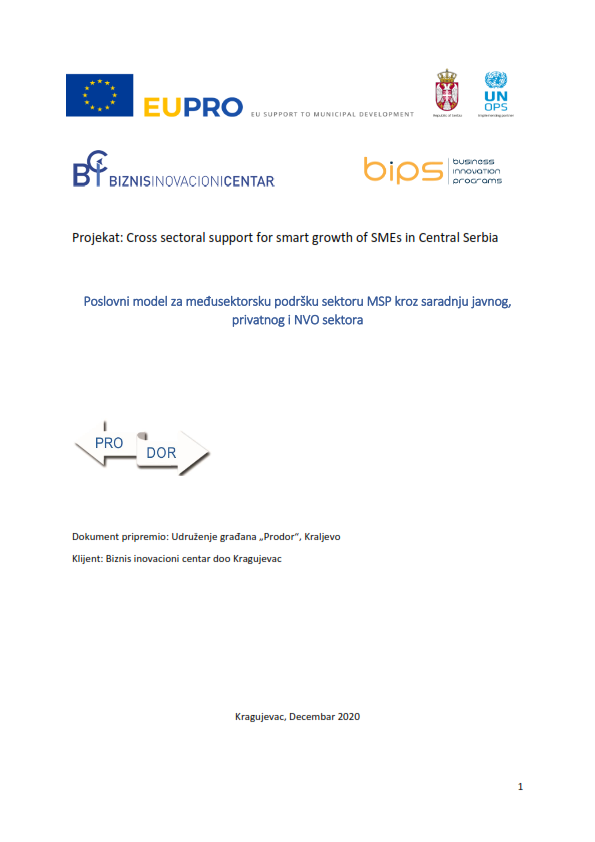 EUPRO EU SUPPORT TO MUNICIPAL DEVELOPMENT
Republic of Serbia
UN
OPS
Implementing partner
BIC BIZNISINOVACIONICENTAR
bips business
innovation
programs
Projekat: Cross sectoral support for smart growth of SMEs in Central Serbia
Poslovni model za međusektorsku podršku sektoru MSP kroz saradnju javnog,
privatnog i NVO sektora
PRO
DOR
Dokument pripremio: Udruženje građana „Prodor“, Kraljevo
Klijent: Biznis inovacioni centar doo Kragujevac
Kragujevac, Decembar 2020
1